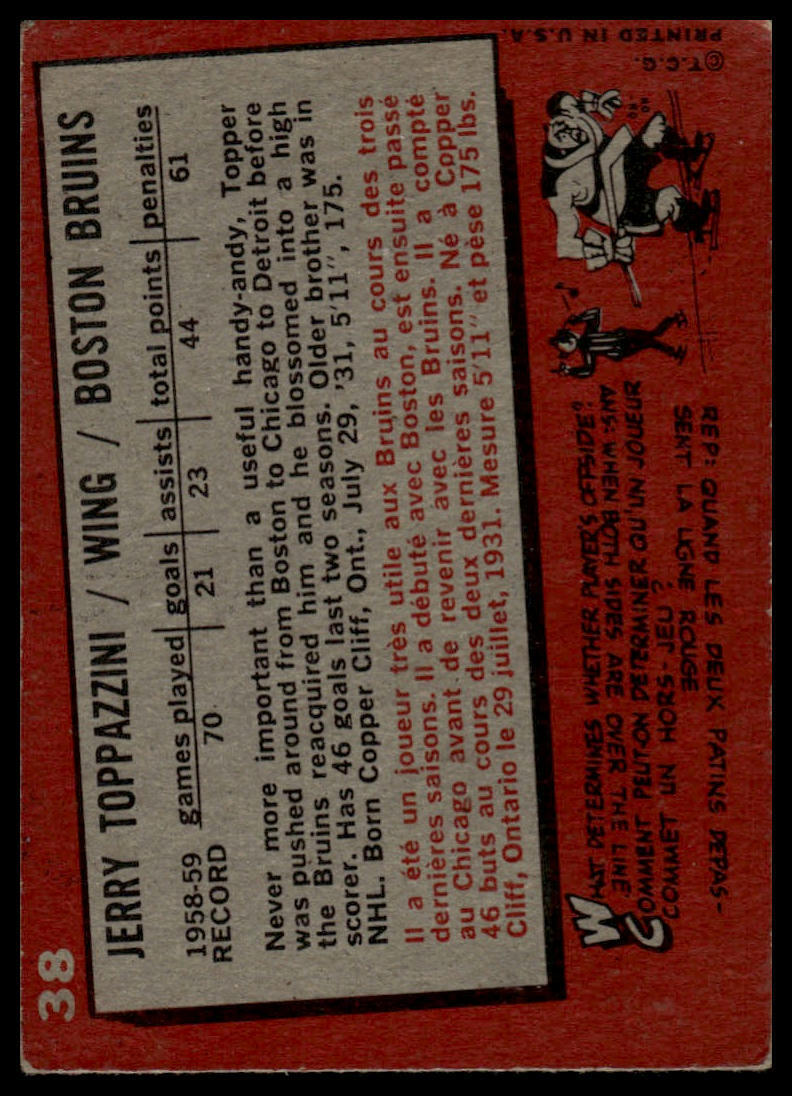 38
JERRY TOPPAZZINI / WING / BOSTON BRUINS
1958-59 RECORD games played goals assists total points penalties
70 21 23 44 61
Never more important than a useful handy-andy, Topper
was pushed around from Boston to Chicago to Detroit before
the Bruins reacquired him and he blossomed into a high
scorer. Has 46 goals last two seasons. Older brother was in
NHL. Born Copper Cliff, Ont., July 29, '31, 5'11", 175.
Il a été un joueur très utile aux Bruins au cours des trois
dernières saisons. Il a débuté avec Boston, est ensuite passé
au Chicago avant de revenir avec les Bruins. Il a compté
46 buts au cours des deux dernières saisons. Né à Copper
Cliff, Ontario le 29 juillet, 1931. Mesure 5'11" et pèse 175 lbs.
WHAT DETERMINES WHETHER PLAYER'S OFFSIDE?
ANS: WHEN BOTH SIDES ARE OVER THE LINE.
COMMENT PEUT-ON DETERMINER QU'UN JOUEUR
COMMET UN HORS-JEU?
REP: QUAND LES DEUX PATINS DEPAS-
SENT LA LIGNE ROUGE
HO HO
© T.C.G.
PRINTED IN U.S.A.